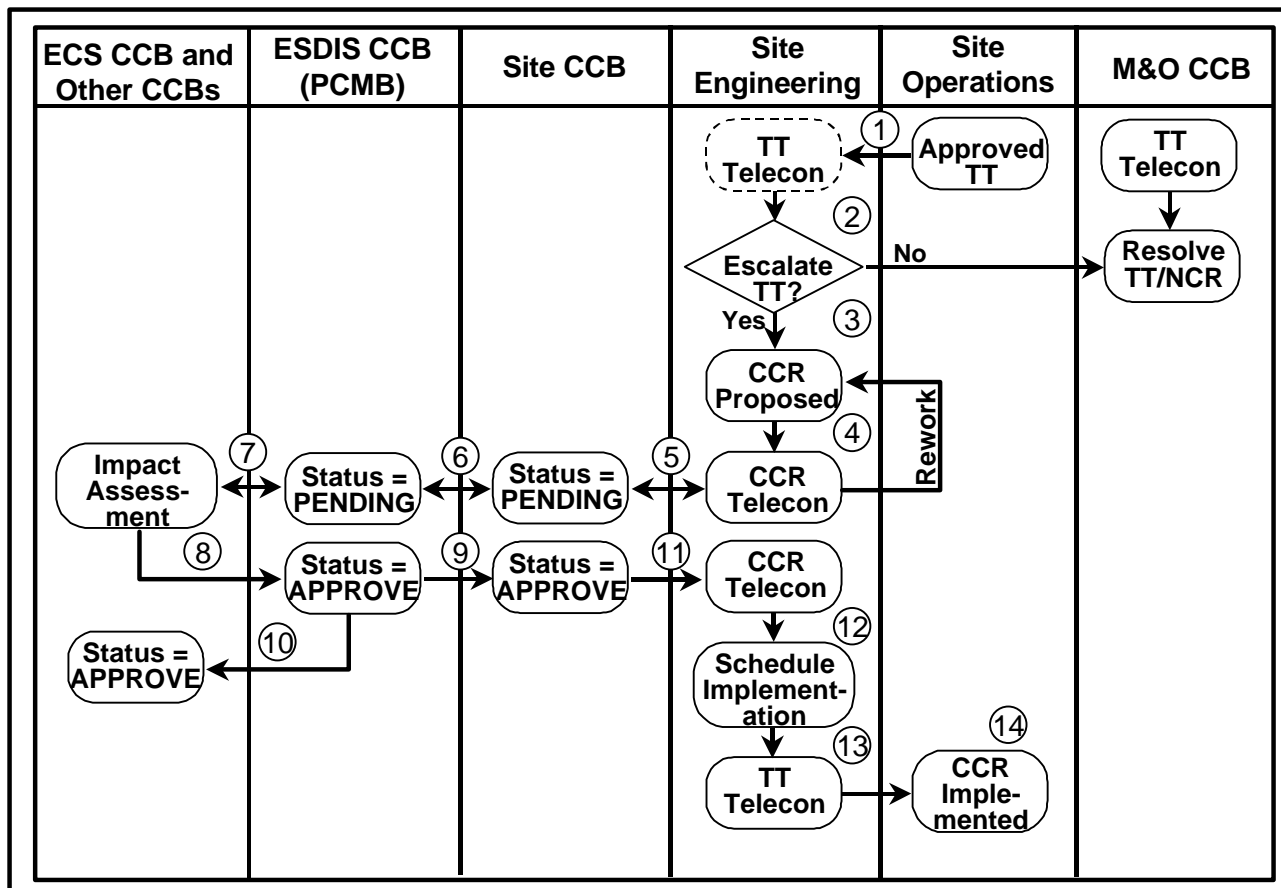 ECS CCB and
Other CCBs
ESDIS CCB
(PCMB)
Site CCB
Site
Engineering
Site
Operations
M&O CCB
TT
Telecon
1
Approved
TT
TT
Telecon
2
Escalate
TT?
No
Resolve
TT/NCR
Yes
3
CCR
Proposed
4
Rework
Impact
Assess-
ment
7
Status =
PENDING
6
Status =
PENDING
5
CCR
Telecon
8
Status =
APPROVE
9
Status =
APPROVE
11
CCR
Telecon
10
Status =
APPROVE
12
Schedule
Implement-
ation
13
TT
Telecon
14
CCR
Imple-
mented